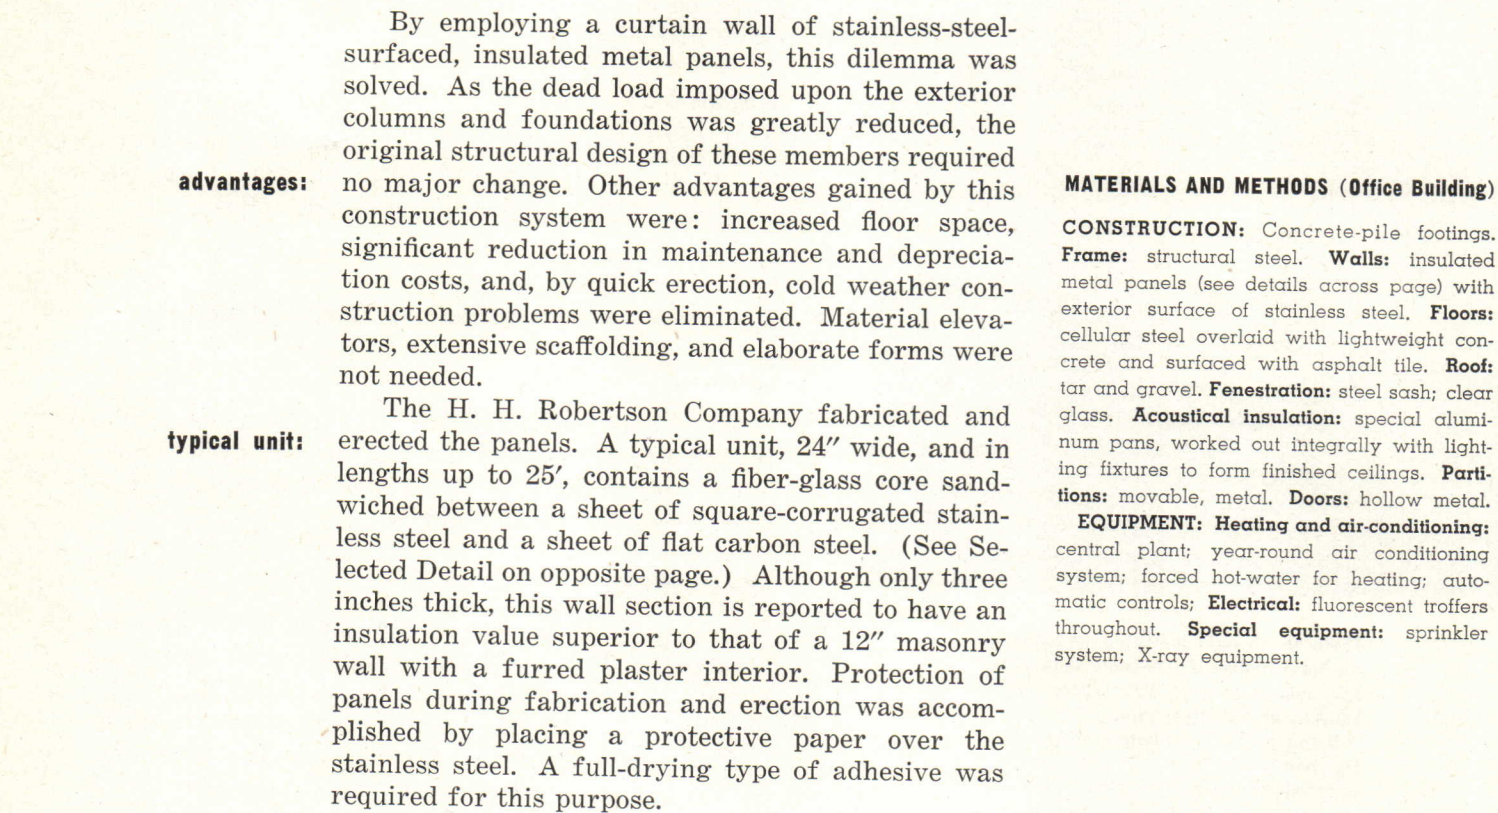 By employing a curtain wall of stainless-steel-
surfaced, insulated metal panels, this dilemma was
solved. As the dead load imposed upon the exterior
columns and foundations was greatly reduced, the
original structural design of these members required
advantages: no major change. Other advantages gained by this
construction system were: increased floor space,
significant reduction in maintenance and deprecia-
tion costs, and, by quick erection, cold weather con-
struction problems were eliminated. Material eleva-
tors, extensive scaffolding, and elaborate forms were
not needed.
The H. H. Robertson Company fabricated and
typical unit: erected the panels. A typical unit, 24″ wide, and in
lengths up to 25′, contains a fiber-glass core sand-
wiched between a sheet of square-corrugated stain-
less steel and a sheet of flat carbon steel. (See Se-
lected Detail on opposite page.) Although only three
inches thick, this wall section is reported to have an
insulation value superior to that of a 12″ masonry
wall with a furred plaster interior. Protection of
panels during fabrication and erection was accom-
plished by placing a protective paper over the
stainless steel. A full-drying type of adhesive was
required for this purpose.
MATERIALS AND METHODS (Office Building)
CONSTRUCTION: Concrete-pile footings.
Frame: structural steel. Walls: insulated
metal panels (see details across page) with
exterior surface of stainless steel. Floors:
cellular steel overlaid with lightweight con-
crete and surfaced with asphalt tile. Roof:
tar and gravel. Fenestration: steel sash; clear
glass. Acoustical insulation: special alumi-
num pans, worked out integrally with light-
ing fixtures to form finished ceilings. Parti-
tions: movable, metal. Doors: hollow metal.
EQUIPMENT: Heating and air-conditioning:
central plant; year-round air conditioning
system; forced hot-water for heating; auto-
matic controls; Electrical: fluorescent troffers
throughout. Special equipment: sprinkler
system; X-ray equipment.